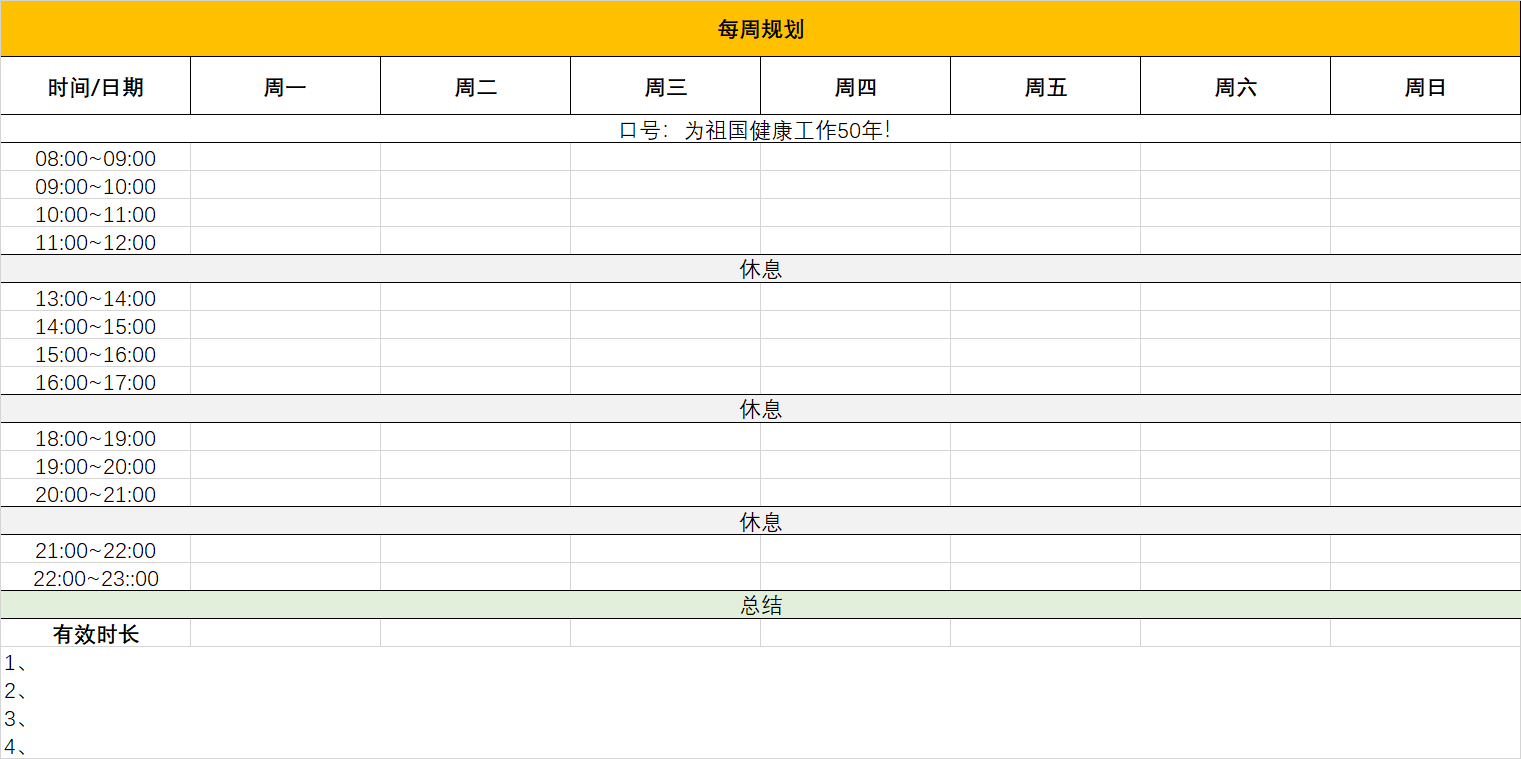 每周规划
时间/日期 周一 周二 周三 周四 周五 周六 周日
口号：为祖国健康工作50年！
08:00~09:00
09:00~10:00
10:00~11:00
11:00~12:00
休息
13:00~14:00
14:00~15:00
15:00~16:00
16:00~17:00
休息
18:00~19:00
19:00~20:00
20:00~21:00
休息
21:00~22:00
22:00~23::00
总结
有效时长
1、
2、
3、
4、